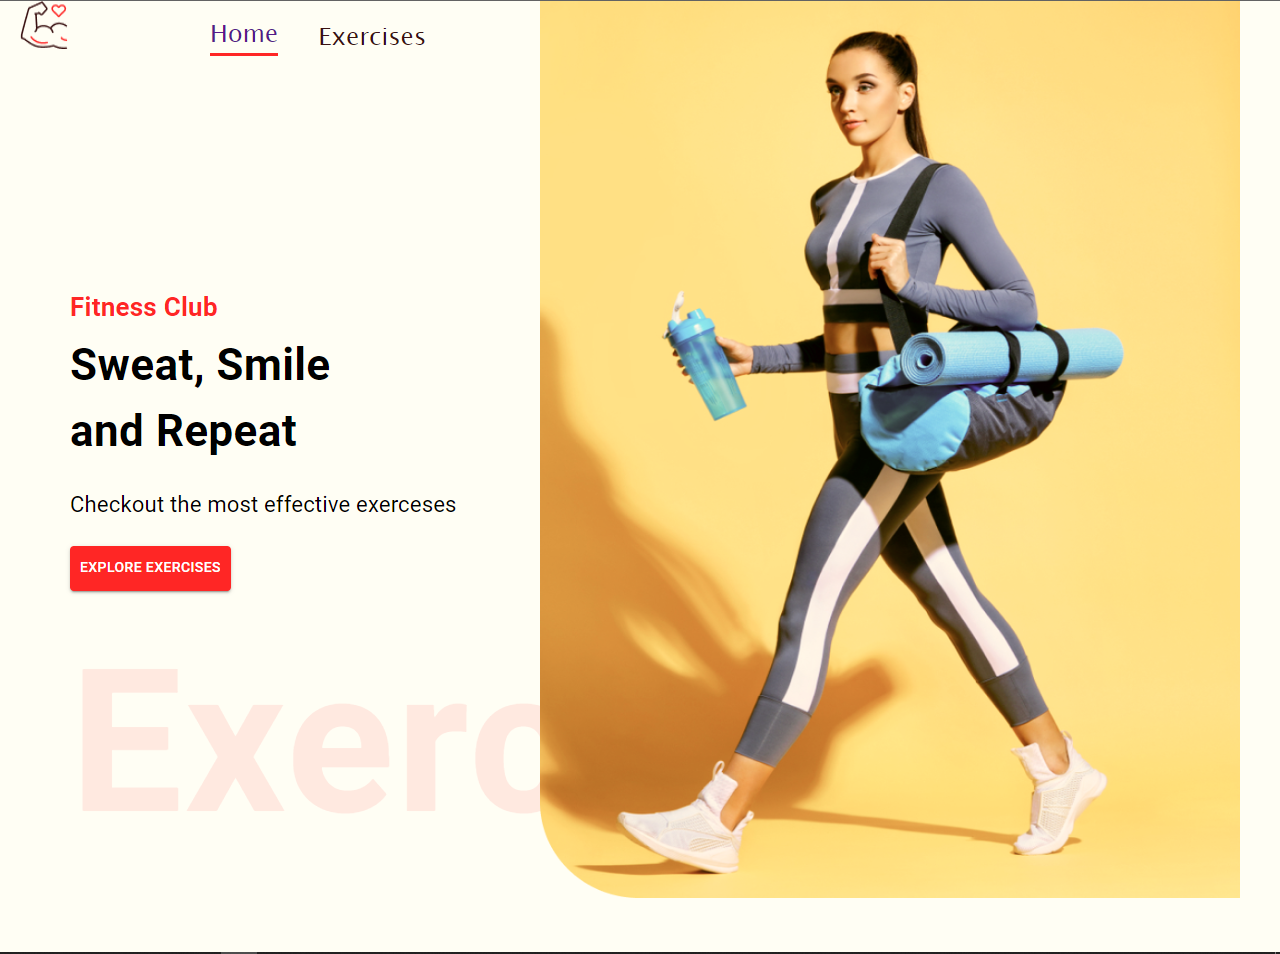 Home Exercises
Fitness Club
Sweat, Smile
and Repeat
Checkout the most effective exerceses
EXPLORE EXERCISES
Exerc